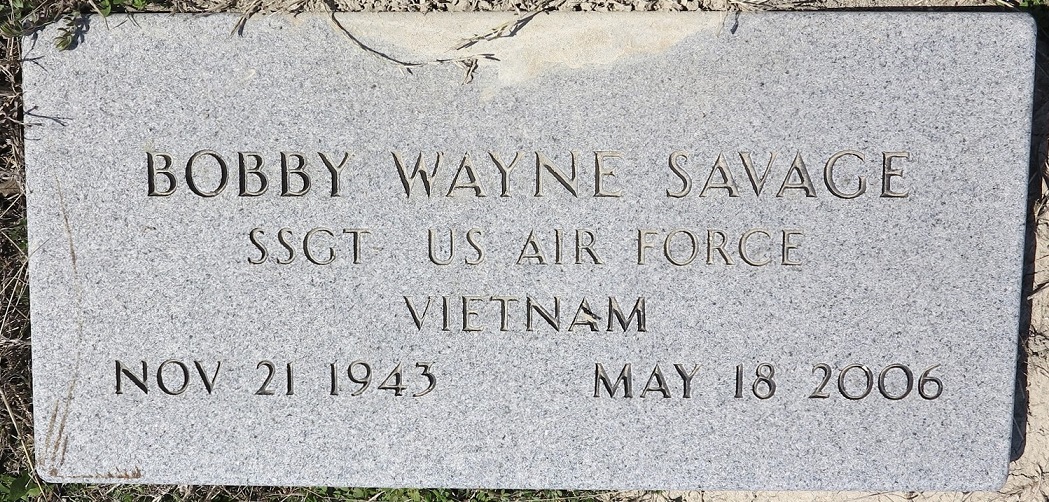 BOBBY WAYNE SAVAGE
SSGT US AIR FORCE
VIETNAM
NOV 21 1943 MAY 18 2006